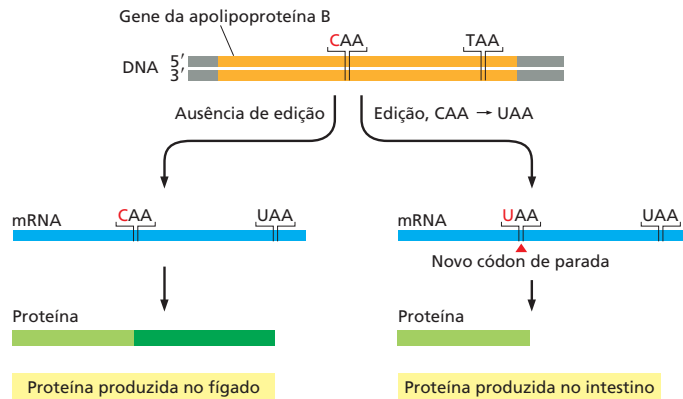 Gene da apolipoproteína B
CAA
TAA
DNA
5′
3′
Ausência de edição
Edição, CAA → UAA
mRNA
CAA
UAA
mRNA
UAA
UAA
Novo códon de parada
Proteína
Proteína
Proteína produzida no fígado
Proteína produzida no intestino